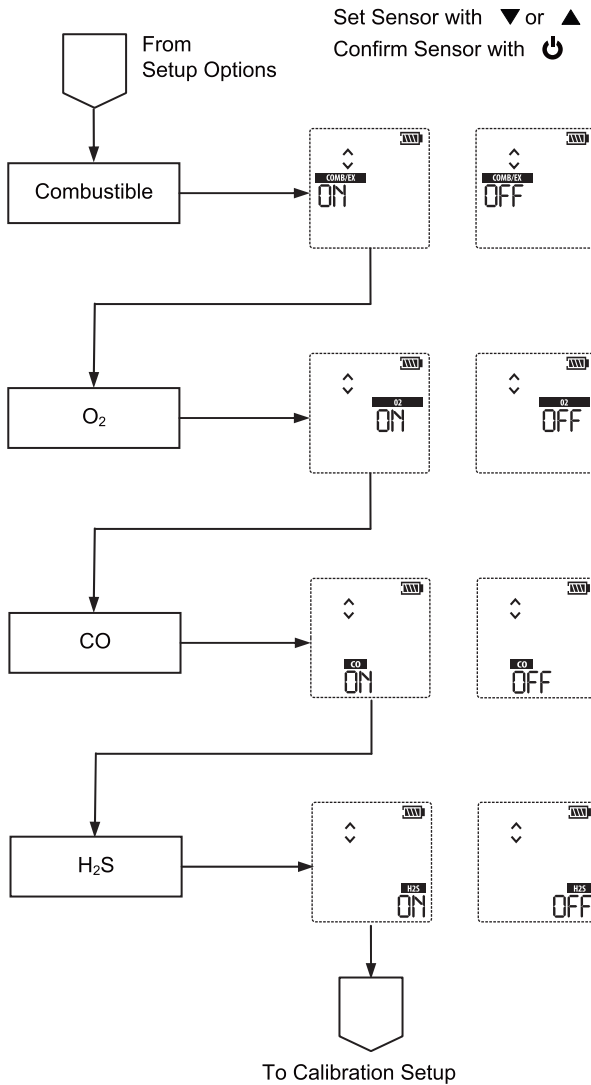 Set Sensor with ▼ or ▲
Confirm Sensor with ⏻
From
Setup Options
Combustible
COMB/EX
ON
COMB/EX
OFF
O₂
O2
ON
O2
OFF
CO
CO
ON
CO
OFF
H₂S
H2S
ON
H2S
OFF
To Calibration Setup